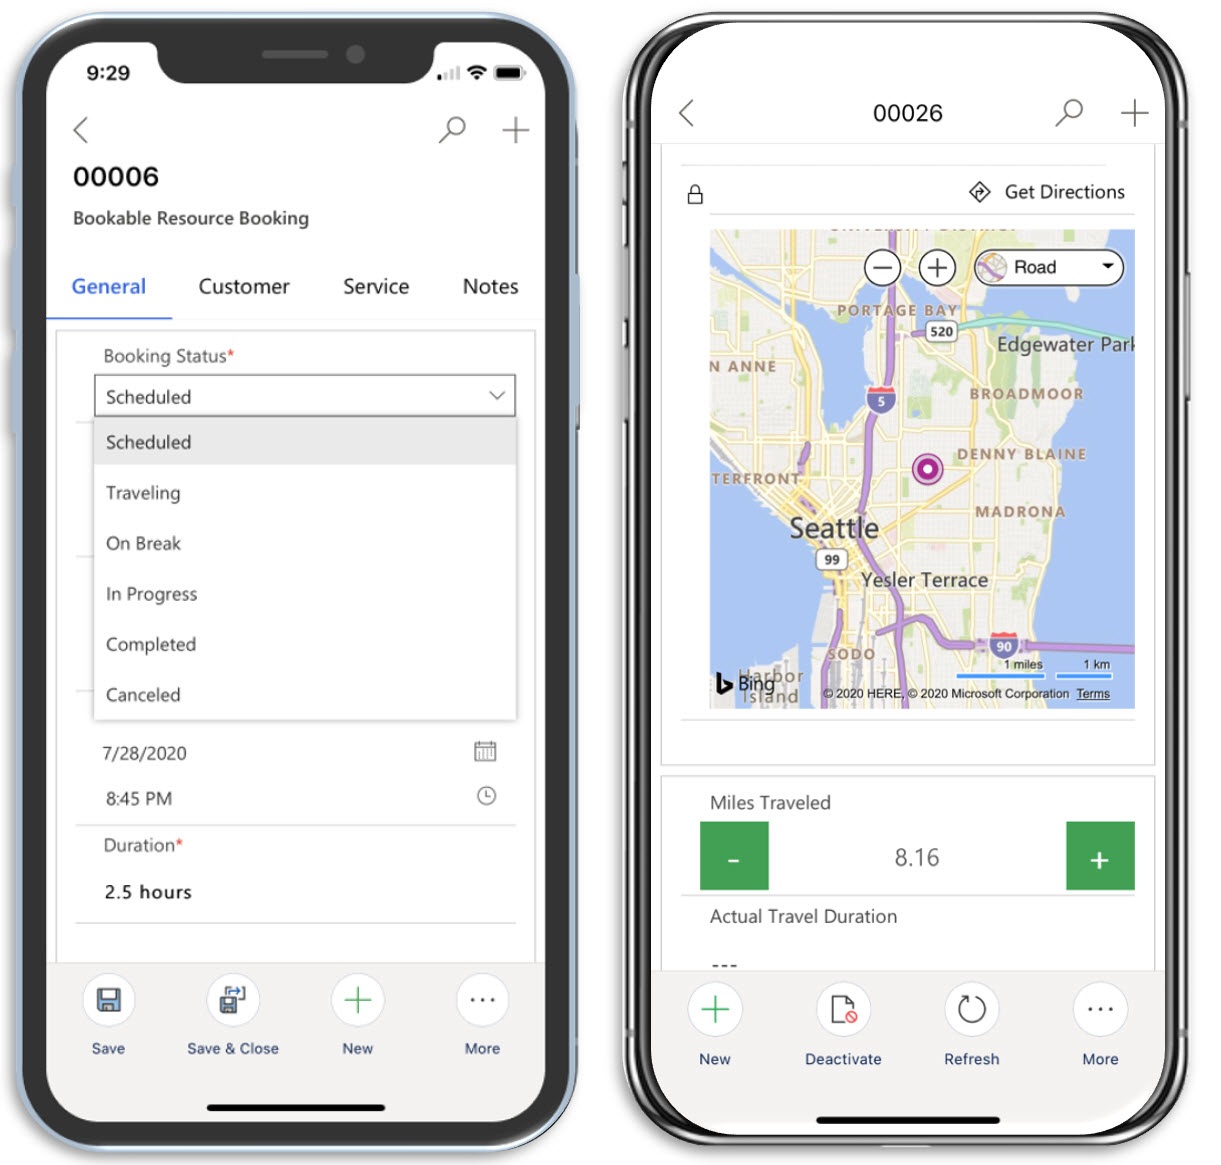 9:29
00006
Bookable Resource Booking
General Customer Service Notes
Booking Status*
Scheduled
Scheduled
Traveling
On Break
In Progress
Completed
Canceled
7/28/2020
8:45 PM
Duration*
2.5 hours
Save Save & Close New More
00026
Get Directions
Road
PORTAGE BAY
520
Edgewater Park
N ANNE
5
BROADMOOR
DENNY BLAINE
TERFRONT
MADRONA
Seattle
99
Yesler Terrace
90
SODO
1 miles 1 km
Harbor
Island
Bing
© 2020 HERE, © 2020 Microsoft Corporation Terms
Miles Traveled
- 8.16 +
Actual Travel Duration
---
New Deactivate Refresh More